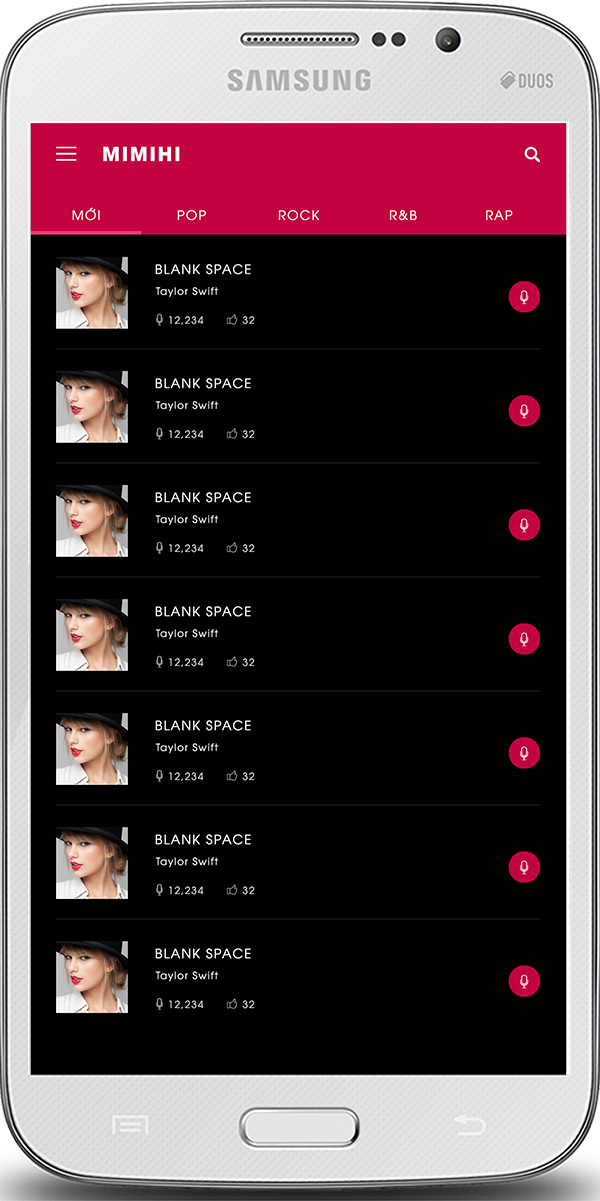 SAMSUNG
DUOS
MIMIHI
MỚI POP ROCK R&B RAP
BLANK SPACE
Taylor Swift
12,234 32
BLANK SPACE
Taylor Swift
12,234 32
BLANK SPACE
Taylor Swift
12,234 32
BLANK SPACE
Taylor Swift
12,234 32
BLANK SPACE
Taylor Swift
12,234 32
BLANK SPACE
Taylor Swift
12,234 32
BLANK SPACE
Taylor Swift
12,234 32